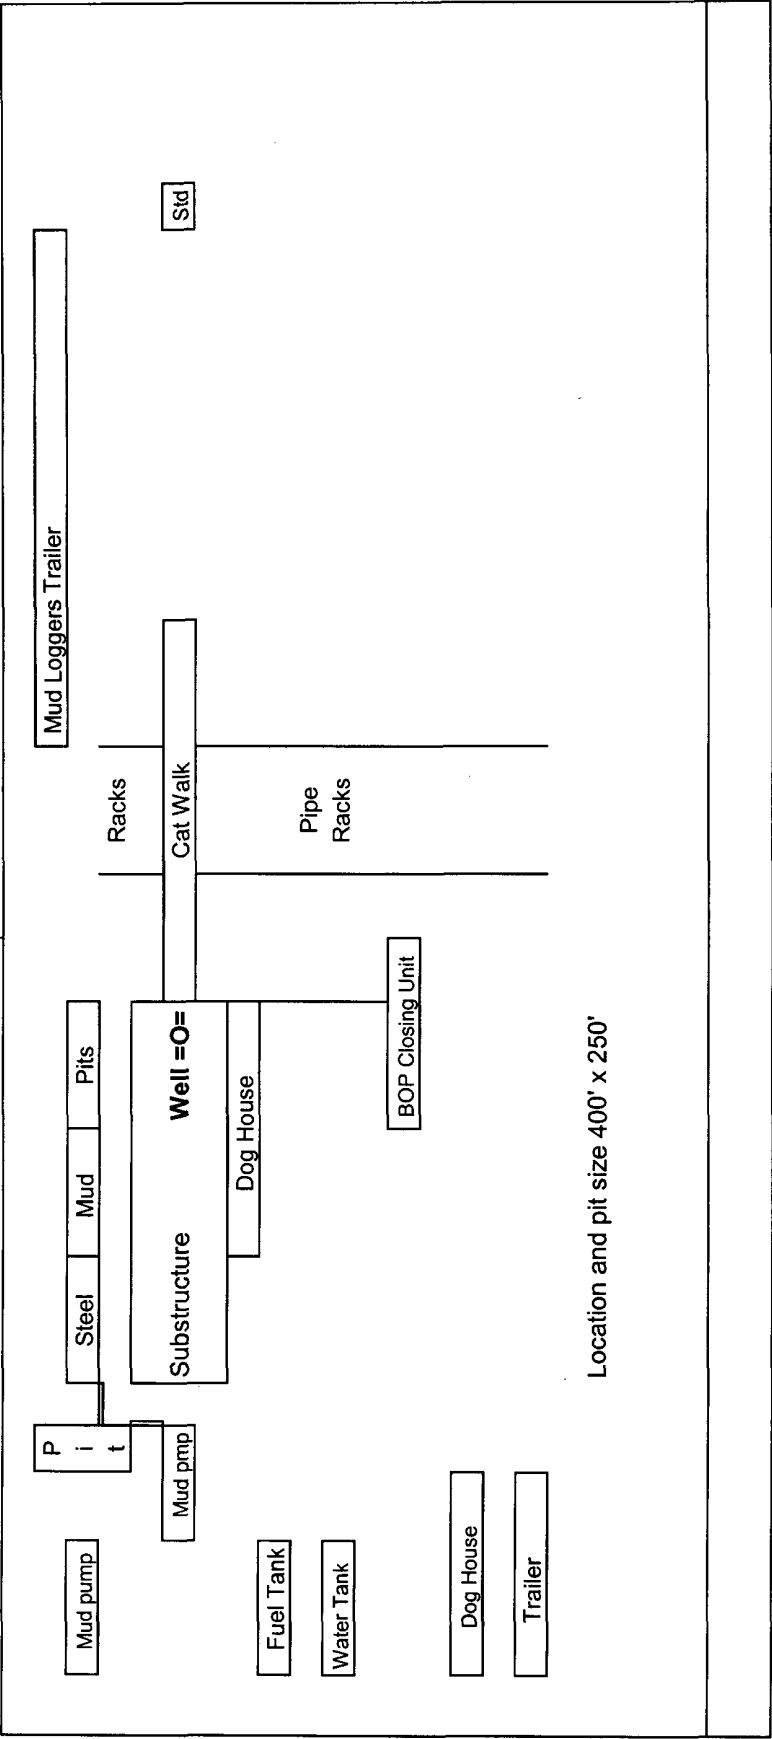 Mud Loggers Trailer
P
i
t
Steel
Mud
Pits
Mud pump
Racks
Mud pmp
Substructure
Well =O=
Cat Walk
Std
Dog House
Fuel Tank
Pipe
Racks
Water Tank
BOP Closing Unit
Dog House
Trailer
Location and pit size 400' x 250'